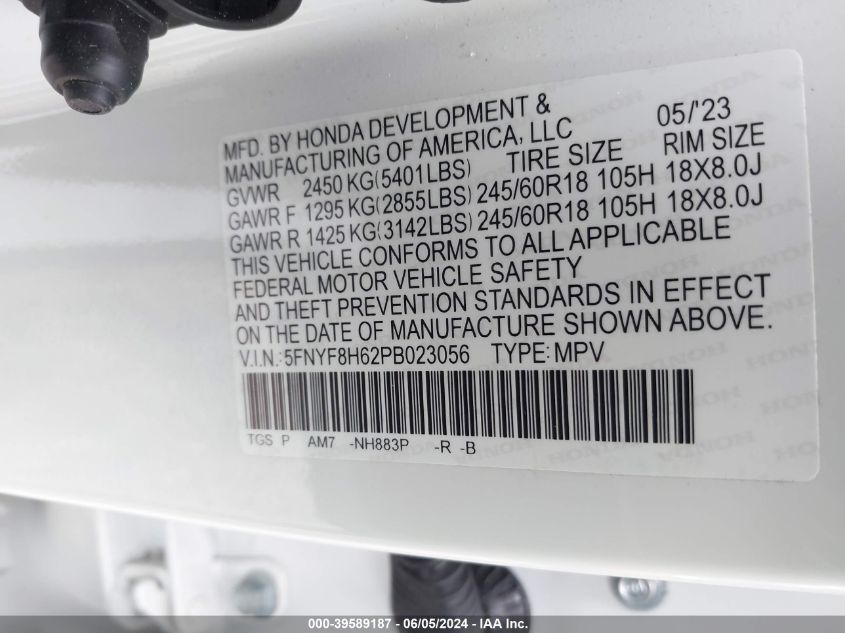 MFD. BY HONDA DEVELOPMENT & 05/'23
MANUFACTURING OF AMERICA, LLC RIM SIZE
GVWR 2450 KG(5401LBS) TIRE SIZE
GAWR F 1295 KG(2855LBS) 245/60R18 105H 18X8.0J
GAWR R 1425 KG(3142LBS) 245/60R18 105H 18X8.0J
THIS VEHICLE CONFORMS TO ALL APPLICABLE
FEDERAL MOTOR VEHICLE SAFETY
AND THEFT PREVENTION STANDARDS IN EFFECT
ON THE DATE OF MANUFACTURE SHOWN ABOVE.
V.I.N.:5FNYF8H62PB023056 TYPE:MPV
TGS P AM7 -NH883P -R -B
000-39589187 - 06/05/2024 - IAA Inc.